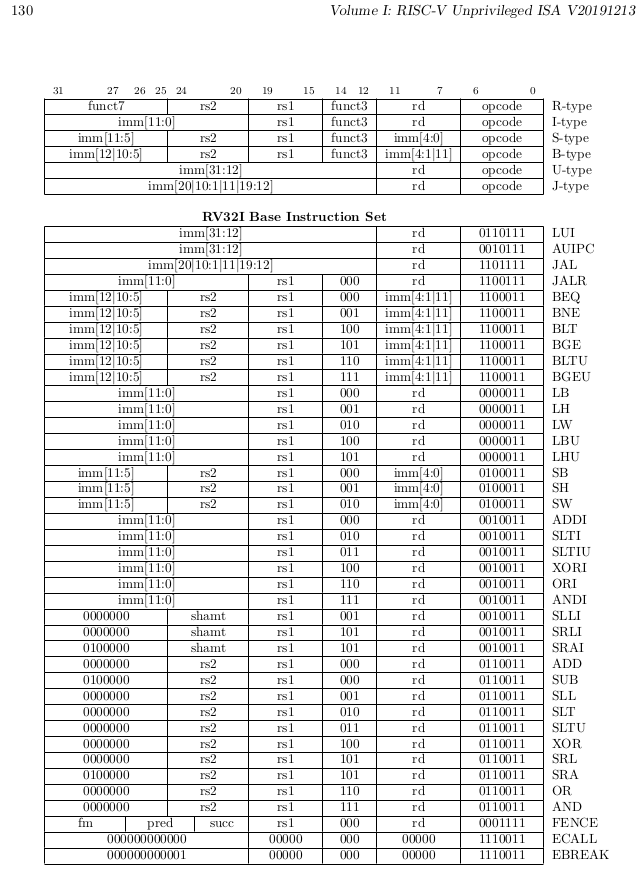 130 Volume I: RISC-V Unprivileged ISA V20191213
31 27 26 25 24 20 19 15 14 12 11 7 6 0
funct7 rs2 rs1 funct3 rd opcode R-type
imm[11:0] rs1 funct3 rd opcode I-type
imm[11:5] rs2 rs1 funct3 imm[4:0] opcode S-type
imm[12|10:5] rs2 rs1 funct3 imm[4:1|11] opcode B-type
imm[31:12] rd opcode U-type
imm[20|10:1|11|19:12] rd opcode J-type
RV32I Base Instruction Set
imm[31:12] rd 0110111 LUI
imm[31:12] rd 0010111 AUIPC
imm[20|10:1|11|19:12] rd 1101111 JAL
imm[11:0] rs1 000 rd 1100111 JALR
imm[12|10:5] rs2 rs1 000 imm[4:1|11] 1100011 BEQ
imm[12|10:5] rs2 rs1 001 imm[4:1|11] 1100011 BNE
imm[12|10:5] rs2 rs1 100 imm[4:1|11] 1100011 BLT
imm[12|10:5] rs2 rs1 101 imm[4:1|11] 1100011 BGE
imm[12|10:5] rs2 rs1 110 imm[4:1|11] 1100011 BLTU
imm[12|10:5] rs2 rs1 111 imm[4:1|11] 1100011 BGEU
imm[11:0] rs1 000 rd 0000011 LB
imm[11:0] rs1 001 rd 0000011 LH
imm[11:0] rs1 010 rd 0000011 LW
imm[11:0] rs1 100 rd 0000011 LBU
imm[11:0] rs1 101 rd 0000011 LHU
imm[11:5] rs2 rs1 000 imm[4:0] 0100011 SB
imm[11:5] rs2 rs1 001 imm[4:0] 0100011 SH
imm[11:5] rs2 rs1 010 imm[4:0] 0100011 SW
imm[11:0] rs1 000 rd 0010011 ADDI
imm[11:0] rs1 010 rd 0010011 SLTI
imm[11:0] rs1 011 rd 0010011 SLTIU
imm[11:0] rs1 100 rd 0010011 XORI
imm[11:0] rs1 110 rd 0010011 ORI
imm[11:0] rs1 111 rd 0010011 ANDI
0000000 shamt rs1 001 rd 0010011 SLLI
0000000 shamt rs1 101 rd 0010011 SRLI
0100000 shamt rs1 101 rd 0010011 SRAI
0000000 rs2 rs1 000 rd 0110011 ADD
0100000 rs2 rs1 000 rd 0110011 SUB
0000000 rs2 rs1 001 rd 0110011 SLL
0000000 rs2 rs1 010 rd 0110011 SLT
0000000 rs2 rs1 011 rd 0110011 SLTU
0000000 rs2 rs1 100 rd 0110011 XOR
0000000 rs2 rs1 101 rd 0110011 SRL
0100000 rs2 rs1 101 rd 0110011 SRA
0000000 rs2 rs1 110 rd 0110011 OR
0000000 rs2 rs1 111 rd 0110011 AND
fm pred succ rs1 000 rd 0001111 FENCE
000000000000 00000 000 00000 1110011 ECALL
000000000001 00000 000 00000 1110011 EBREAK